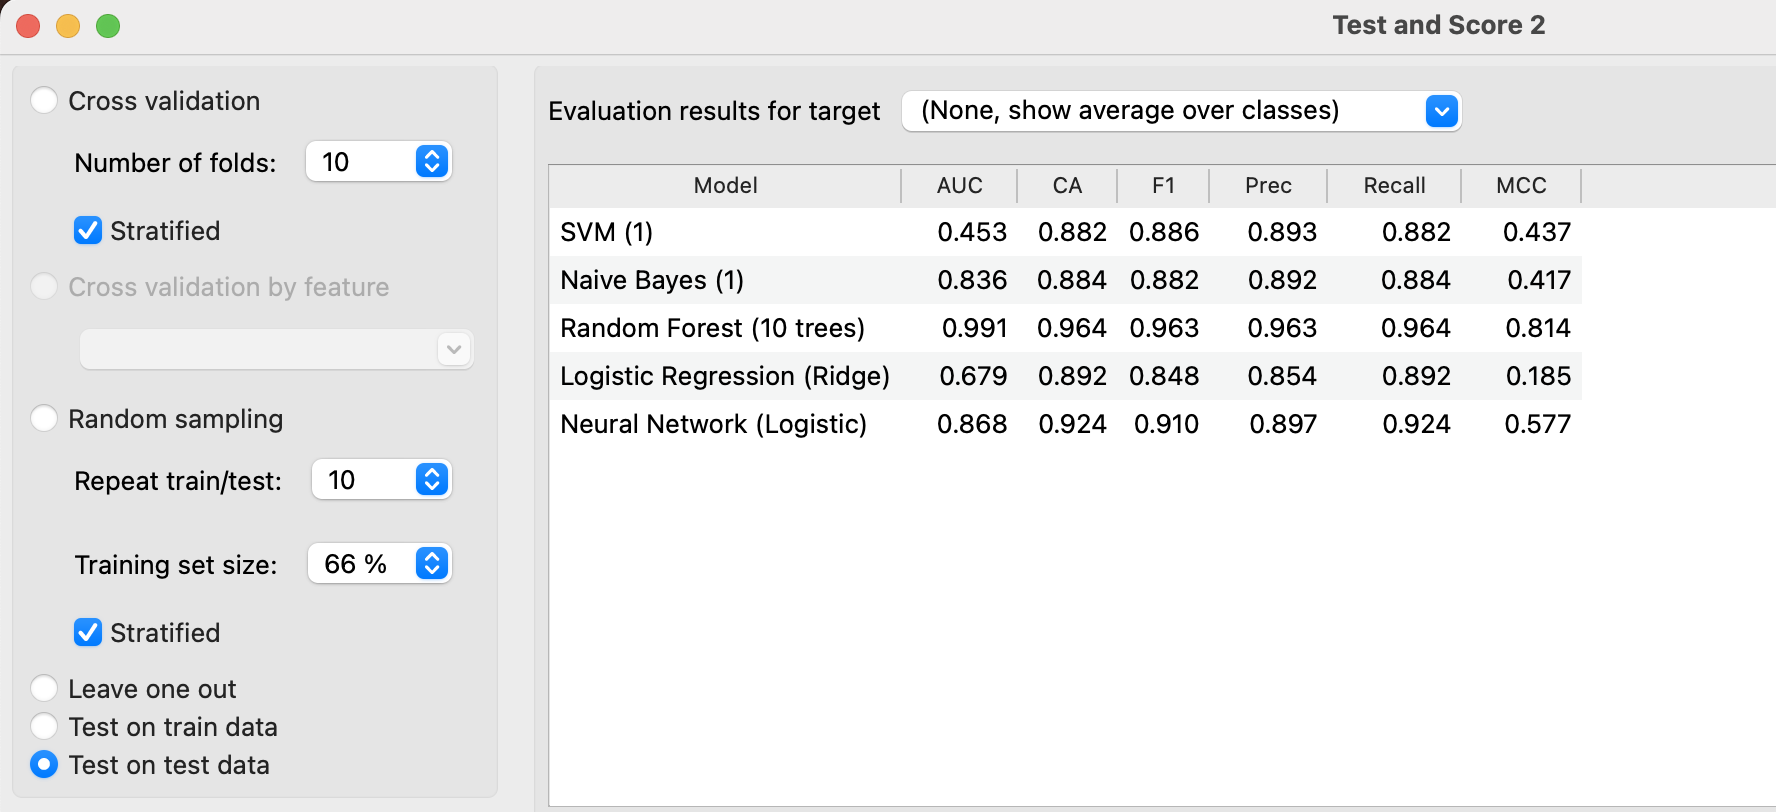 Test and Score 2
Cross validation
Number of folds: 10
Stratified
Cross validation by feature
Random sampling
Repeat train/test: 10
Training set size: 66 %
Stratified
Leave one out
Test on train data
Test on test data
Evaluation results for target (None, show average over classes)
Model AUC CA F1 Prec Recall MCC
SVM (1) 0.453 0.882 0.886 0.893 0.882 0.437
Naive Bayes (1) 0.836 0.884 0.882 0.892 0.884 0.417
Random Forest (10 trees) 0.991 0.964 0.963 0.963 0.964 0.814
Logistic Regression (Ridge) 0.679 0.892 0.848 0.854 0.892 0.185
Neural Network (Logistic) 0.868 0.924 0.910 0.897 0.924 0.577